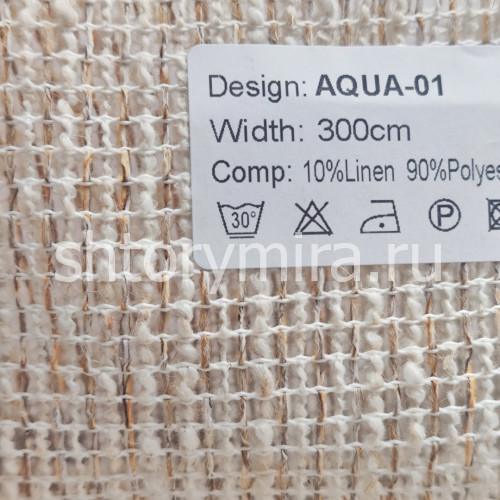 Design: AQUA-01
Width: 300cm
Comp: 10%Linen 90%Polyes
30° P
shtorymira.ru